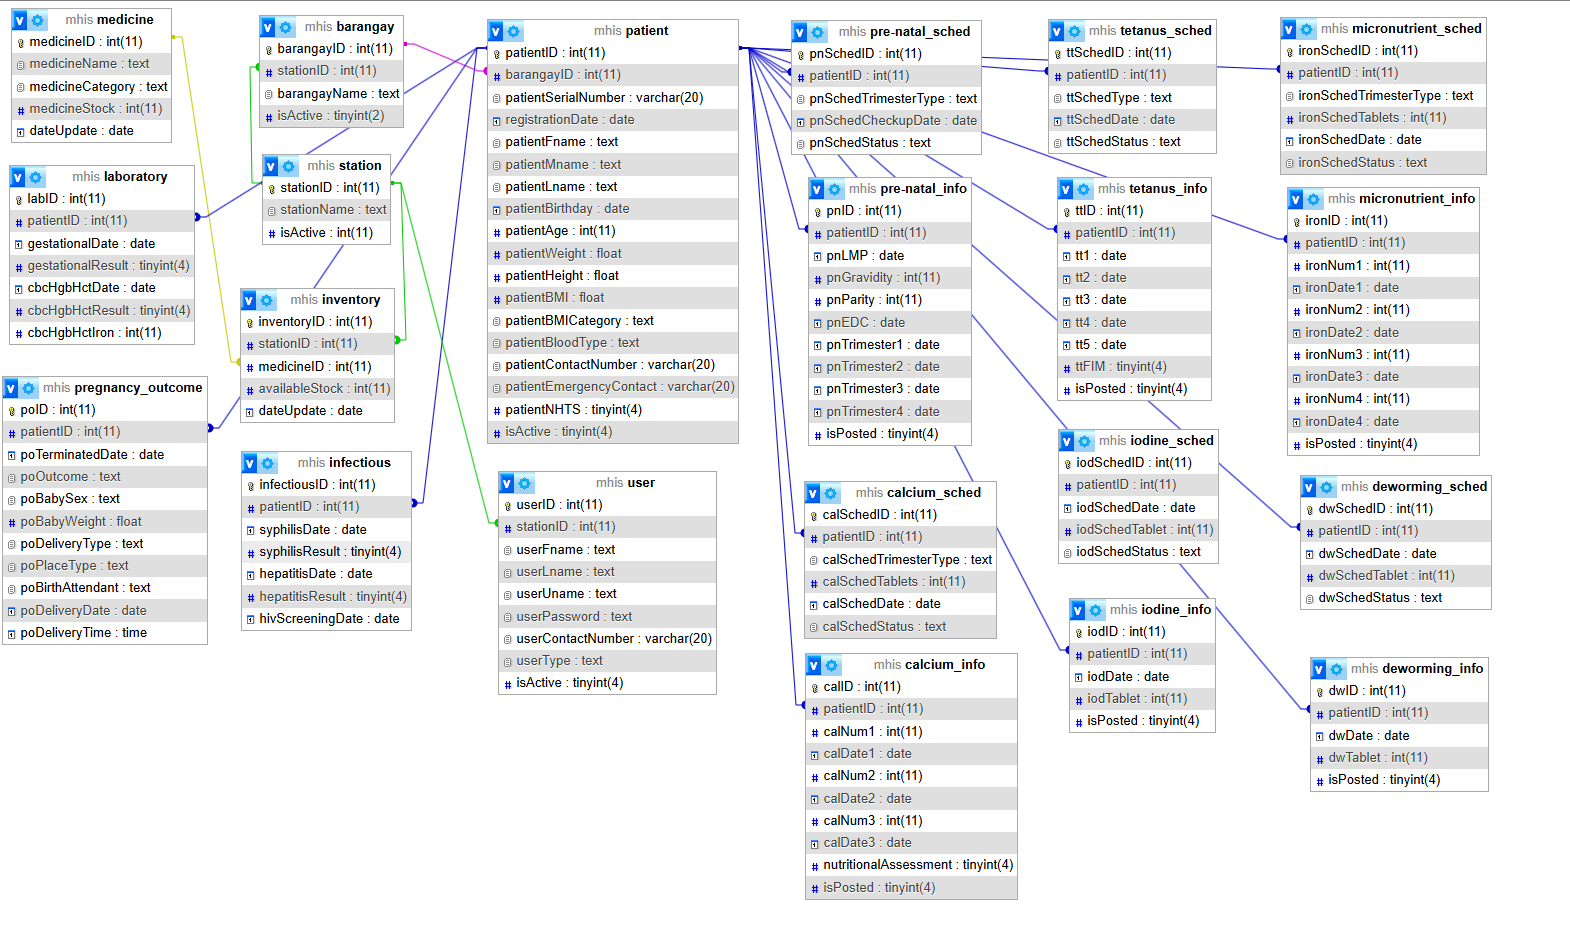 mhis medicine
medicineID : int(11)
medicineName : text
medicineCategory : text
medicineStock : int(11)
dateUpdate : date
mhis barangay
barangayID : int(11)
stationID : int(11)
barangayName : text
isActive : tinyint(2)
mhis station
stationID : int(11)
stationName : text
isActive : int(11)
mhis laboratory
labID : int(11)
patientID : int(11)
gestationalDate : date
gestationalResult : tinyint(4)
cbcHgbHctDate : date
cbcHgbHctResult : tinyint(4)
cbcHgbHctIron : int(11)
mhis inventory
inventoryID : int(11)
stationID : int(11)
medicineID : int(11)
availableStock : int(11)
dateUpdate : date
mhis pregnancy_outcome
poID : int(11)
patientID : int(11)
poTerminatedDate : date
poOutcome : text
poBabySex : text
poBabyWeight : float
poDeliveryType : text
poPlaceType : text
poBirthAttendant : text
poDeliveryDate : date
poDeliveryTime : time
mhis infectious
infectiousID : int(11)
patientID : int(11)
syphilisDate : date
syphilisResult : tinyint(4)
hepatitisDate : date
hepatitisResult : tinyint(4)
hivScreeningDate : date
mhis patient
patientID : int(11)
barangayID : int(11)
patientSerialNumber : varchar(20)
registrationDate : date
patientFname : text
patientMname : text
patientLname : text
patientBirthday : date
patientAge : int(11)
patientWeight : float
patientHeight : float
patientBMI : float
patientBMICategory : text
patientBloodType : text
patientContactNumber : varchar(20)
patientEmergencyContact : varchar(20)
patientNHTS : tinyint(4)
isActive : tinyint(4)
mhis user
userID : int(11)
stationID : int(11)
userFname : text
userLname : text
userUname : text
userPassword : text
userContactNumber : varchar(20)
userType : text
isActive : tinyint(4)
mhis pre-natal_sched
pnSchedID : int(11)
patientID : int(11)
pnSchedTrimesterType : text
pnSchedCheckupDate : date
pnSchedStatus : text
mhis pre-natal_info
pnID : int(11)
patientID : int(11)
pnLMP : date
pnGravidity : int(11)
pnParity : int(11)
pnEDC : date
pnTrimester1 : date
pnTrimester2 : date
pnTrimester3 : date
pnTrimester4 : date
isPosted : tinyint(4)
mhis calcium_sched
calSchedID : int(11)
patientID : int(11)
calSchedTrimesterType : text
calSchedTablets : int(11)
calSchedDate : date
calSchedStatus : text
mhis calcium_info
calID : int(11)
patientID : int(11)
calNum1 : int(11)
calDate1 : date
calNum2 : int(11)
calDate2 : date
calNum3 : int(11)
calDate3 : date
nutritionalAssessment : tinyint(4)
isPosted : tinyint(4)
mhis tetanus_sched
ttSchedID : int(11)
patientID : int(11)
ttSchedType : text
ttSchedDate : date
ttSchedStatus : text
mhis tetanus_info
ttID : int(11)
patientID : int(11)
tt1 : date
tt2 : date
tt3 : date
tt4 : date
tt5 : date
ttFIM : tinyint(4)
isPosted : tinyint(4)
mhis iodine_sched
iodSchedID : int(11)
patientID : int(11)
iodSchedDate : date
iodSchedTablet : int(11)
iodSchedStatus : text
mhis iodine_info
iodID : int(11)
patientID : int(11)
iodDate : date
iodTablet : int(11)
isPosted : tinyint(4)
mhis micronutrient_sched
ironSchedID : int(11)
patientID : int(11)
ironSchedTrimesterType : text
ironSchedTablets : int(11)
ironSchedDate : date
ironSchedStatus : text
mhis micronutrient_info
ironID : int(11)
patientID : int(11)
ironNum1 : int(11)
ironDate1 : date
ironNum2 : int(11)
ironDate2 : date
ironNum3 : int(11)
ironDate3 : date
ironNum4 : int(11)
ironDate4 : date
isPosted : tinyint(4)
mhis deworming_sched
dwSchedID : int(11)
patientID : int(11)
dwSchedDate : date
dwSchedTablet : int(11)
dwSchedStatus : text
mhis deworming_info
dwID : int(11)
patientID : int(11)
dwDate : date
dwTablet : int(11)
isPosted : tinyint(4)